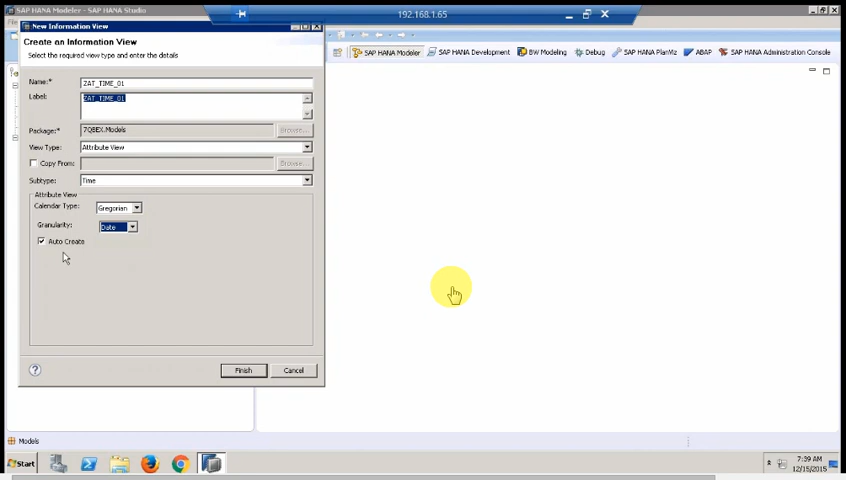 SAP HANA Modeler - SAP HANA Studio
192.168.1.65
New Information View
Create an Information View
Select the required view type and enter the details
SAP HANA Modeler
SAP HANA Development
BW Modeling
Debug
SAP HANA PlanViz
ABAP
SAP HANA Administration Console
Name:* ZAT_TIME_01
Label: ZAT_TIME_01
Package:* 7QBEX.Models Browse...
View Type: Attribute View
Copy From: Browse...
Subtype: Time
Attribute View
Calendar Type: Gregorian
Granularity: Date
Auto Create
?
Finish
Cancel
Models
Start
7:39 AM
12/15/2015